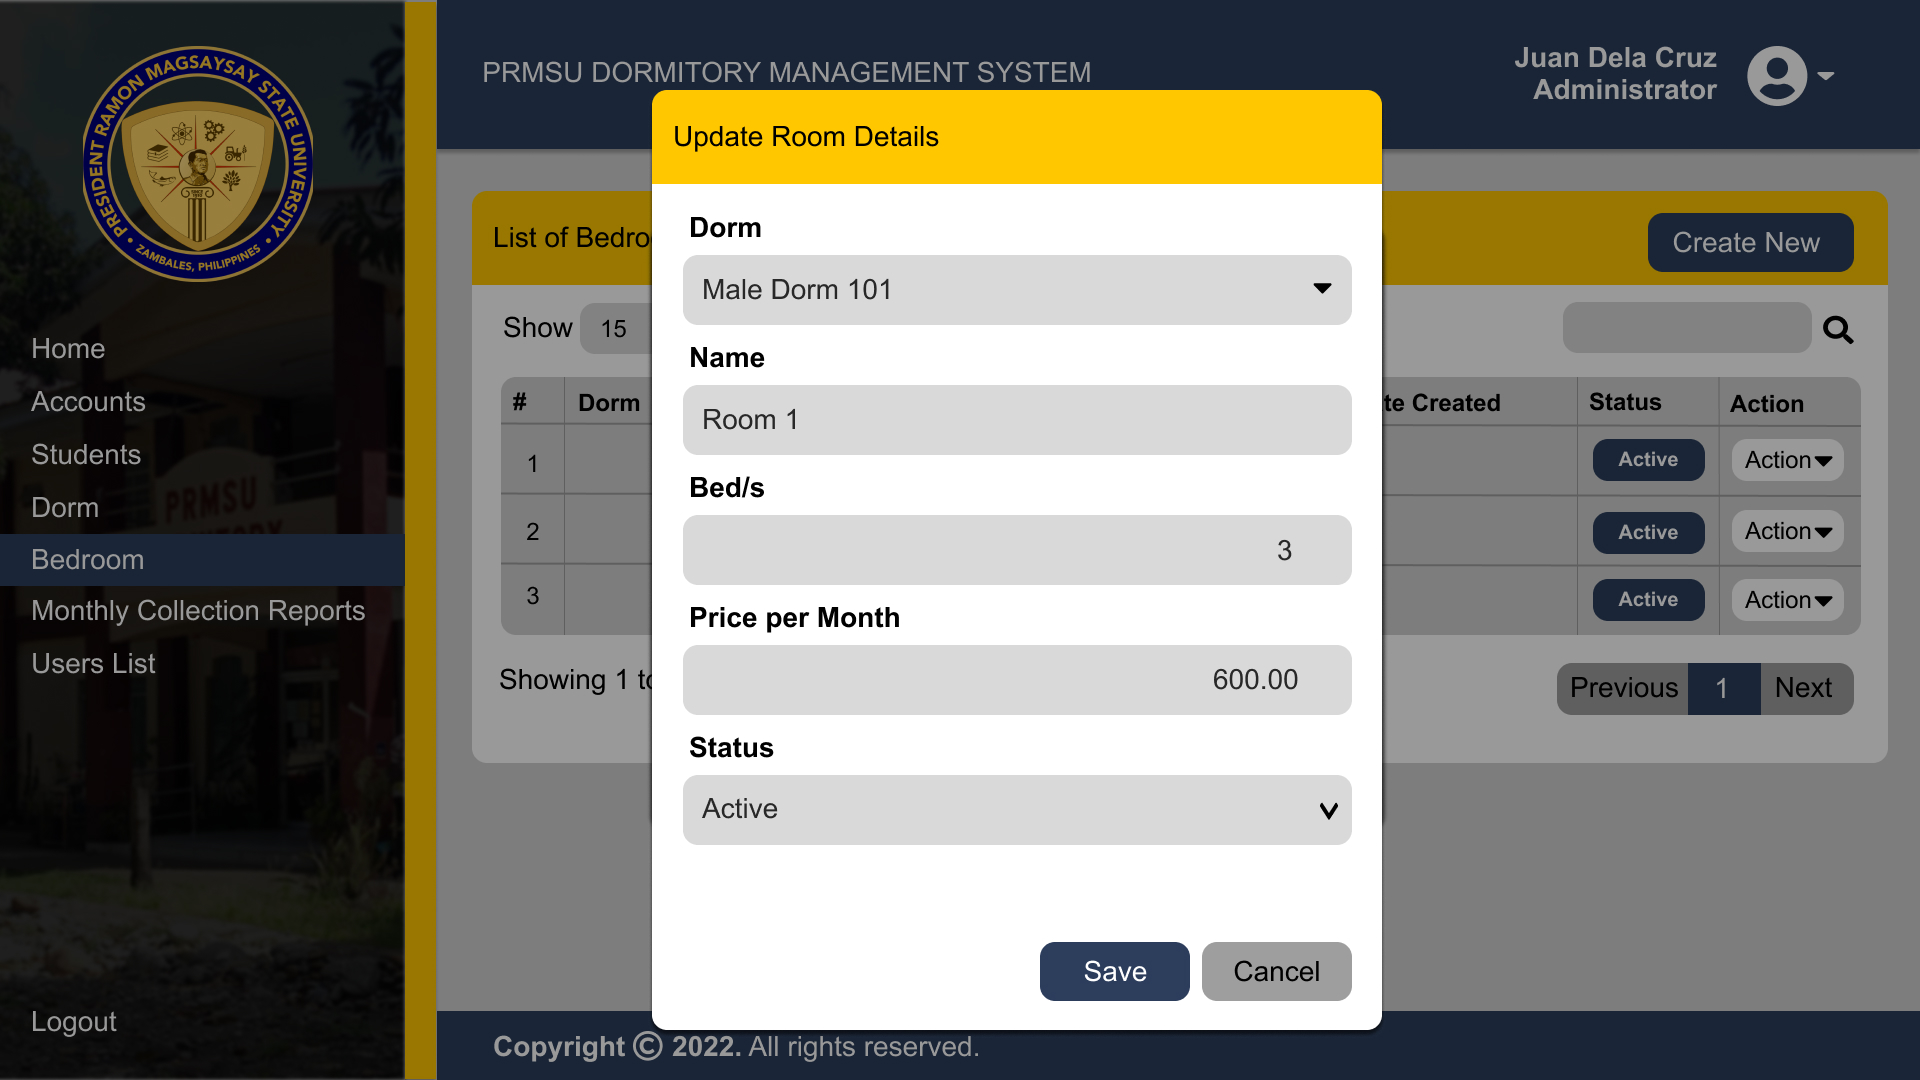 PRESIDENT RAMON MAGSAYSAY STATE UNIVERSITY
ZAMBALES, PHILIPPINES
Home
Accounts
Students
Dorm
PRMSU
Bedroom
Monthly Collection Reports
Users List
Logout
PRMSU DORMITORY MANAGEMENT SYSTEM
Juan Dela Cruz
Administrator
Update Room Details
Dorm
Male Dorm 101
Name
Room 1
Bed/s
3
Price per Month
600.00
Status
Active
Save
Cancel
List of Bedro
Create New
Show 15
# Dorm te Created Status Action
1 Active Action
2 Active Action
3 Active Action
Showing 1 to
Previous 1 Next
Copyright © 2022. All rights reserved.